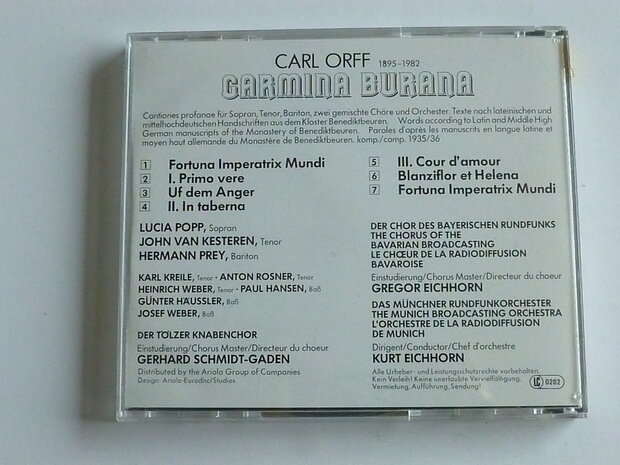 CARL ORFF 1895-1982
CARMINA BURANA
Cantiones profanae für Sopran, Tenor, Bariton, zwei gemischte Chöre und Orchester. Texte nach lateinischen und
mittelhochdeutschen Handschriften aus dem Kloster Benediktbeuren. Words according to Latin and Middle High
German manuscripts of the Monastery of Benediktbeuren. Paroles d'après les manuscrits en langue latine et
moyen haut allemande du Monastère de Benediktbeuren. komp./comp. 1935/36
1 Fortuna Imperatrix Mundi
2 I. Primo vere
3 Uf dem Anger
4 II. In taberna
5 III. Cour d'amour
6 Blanziflor et Helena
7 Fortuna Imperatrix Mundi
LUCIA POPP, Sopran
JOHN VAN KESTEREN, Tenor
HERMANN PREY, Bariton
KARL KREILE, Tenor · ANTON ROSNER, Tenor
HEINRICH WEBER, Tenor · PAUL HANSEN, Baß
GÜNTER HÄUSSLER, Baß
JOSEF WEBER, Baß
DER TÖLZER KNABENCHOR
Einstudierung/Chorus Master/Directeur du choeur
GERHARD SCHMIDT-GADEN
Distributed by the Ariola Group of Companies
Design: Ariola-Eurodisc/Studios
DER CHOR DES BAYERISCHEN RUNDFUNKS
THE CHORUS OF THE
BAVARIAN BROADCASTING
LE CHŒUR DE LA RADIODIFFUSION
BAVAROISE
Einstudierung/Chorus Master/Directeur du choeur
GREGOR EICHHORN
DAS MÜNCHNER RUNDFUNKORCHESTER
THE MUNICH BROADCASTING ORCHESTRA
L'ORCHESTRE DE LA RADIODIFFUSION
DE MUNICH
Dirigent/Conductor/Chef d'orchestre
KURT EICHHORN
Alle Urheber- und Leistungsschutzrechte vorbehalten.
Kein Verleih! Keine unerlaubte Vervielfältigung,
Vermietung, Aufführung, Sendung!
LC 0202